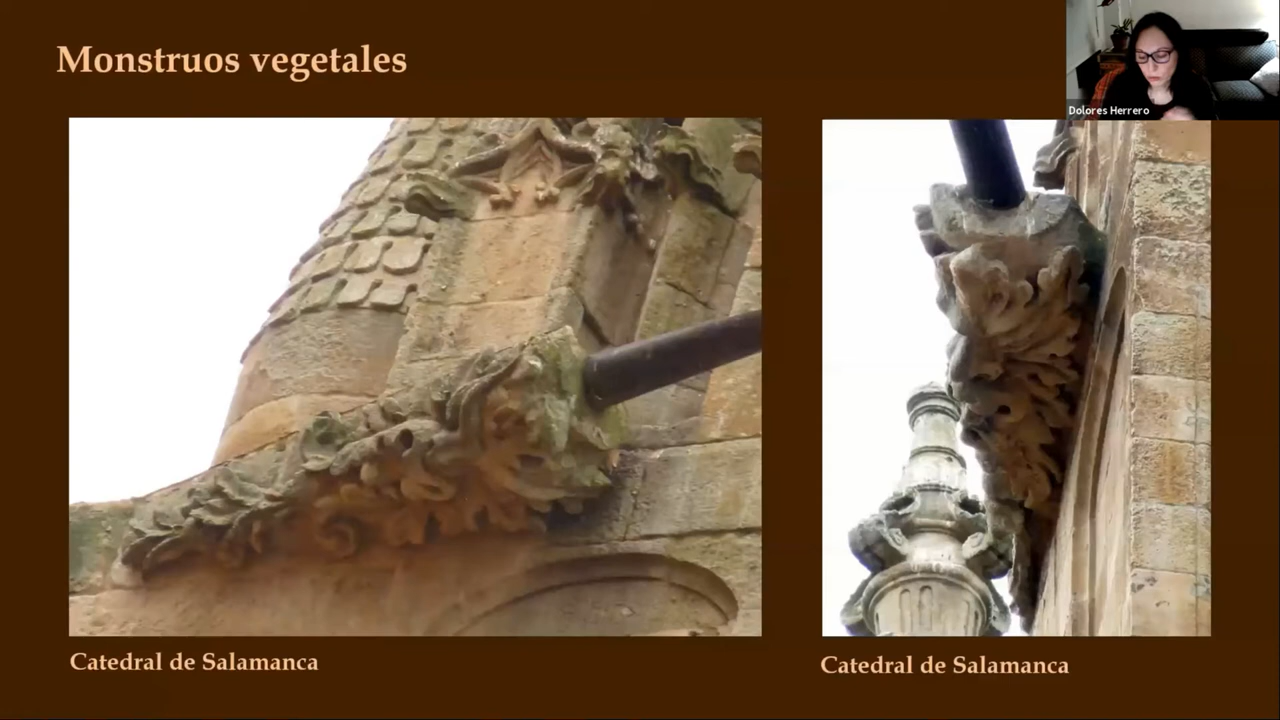 Monstruos vegetales
Dolores Herrero
Catedral de Salamanca
Catedral de Salamanca